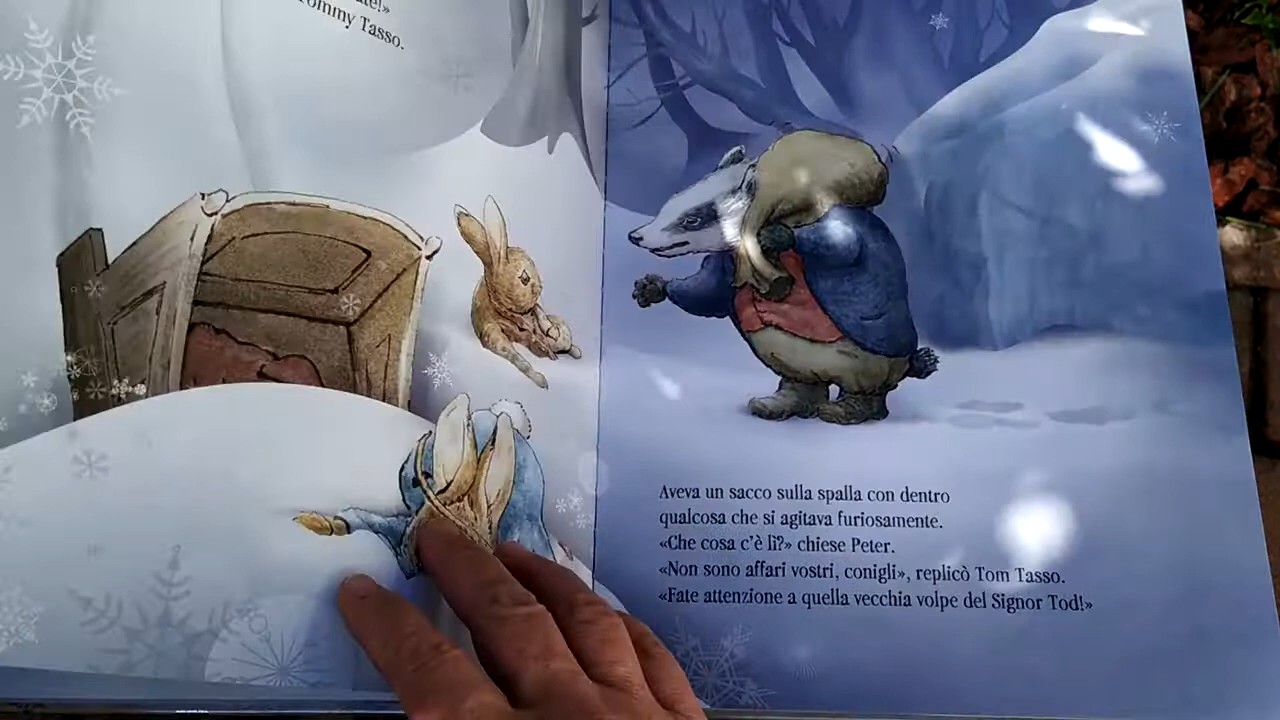 Tommy Tasso.
Aveva un sacco sulla spalla con dentro
qualcosa che si agitava furiosamente.
«Che cosa c'è lì?» chiese Peter.
«Non sono affari vostri, conigli», replicò Tom Tasso.
«Fate attenzione a quella vecchia volpe del Signor Tod!»